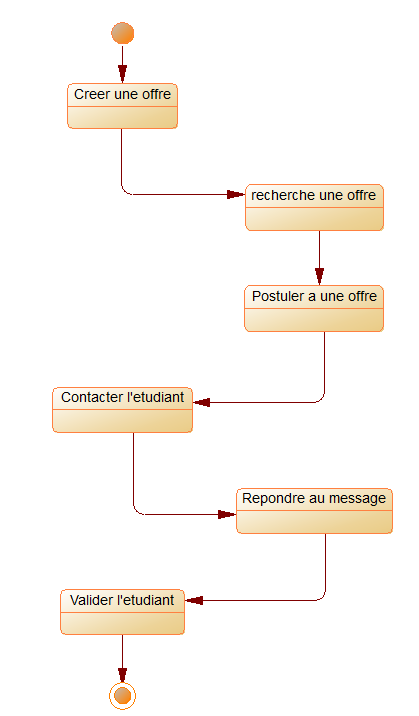 Creer une offre
recherche une offre
Postuler a une offre
Contacter l'etudiant
Repondre au message
Valider l'etudiant